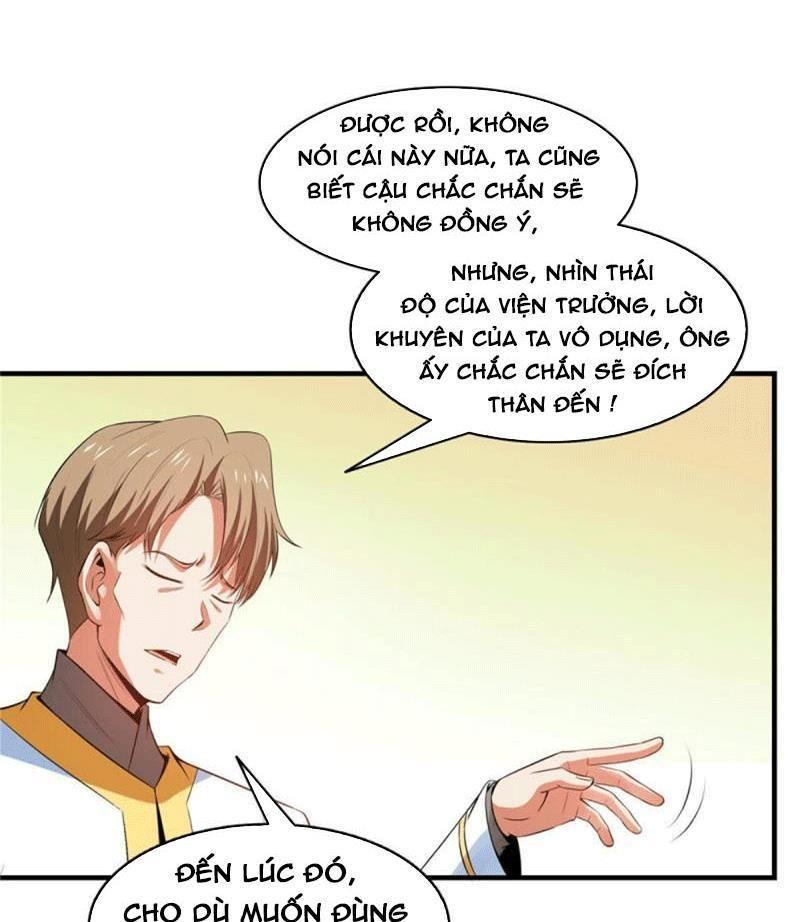 ĐƯỢC RỒI, KHÔNG
NÓI CÁI NÀY NỮA, TA CŨNG
BIẾT CẬU CHẮC CHẮN SẼ
KHÔNG ĐỒNG Ý,
NHƯNG, NHÌN THÁI
ĐỘ CỦA VIỆN TRƯỞNG, LỜI
KHUYÊN CỦA TA VÔ DỤNG, ÔNG
ẤY CHẮC CHẮN SẼ ĐÍCH
THÂN ĐẾN !
ĐẾN LÚC ĐÓ,
CHO DÙ MUỐN ĐÙNG